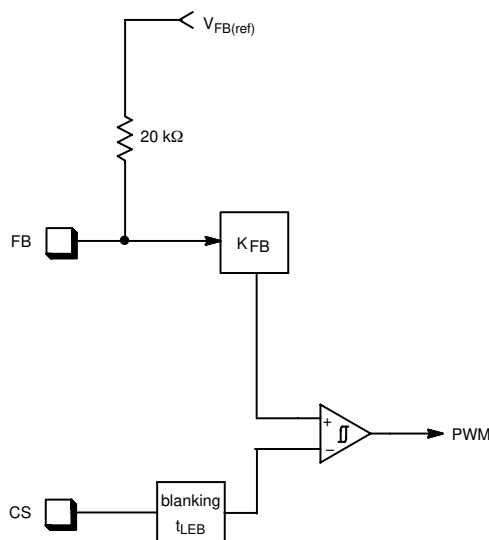 V_FB(ref)
20 kΩ
FB
K_FB
+
−
PWM
CS
blanking
t_LEB